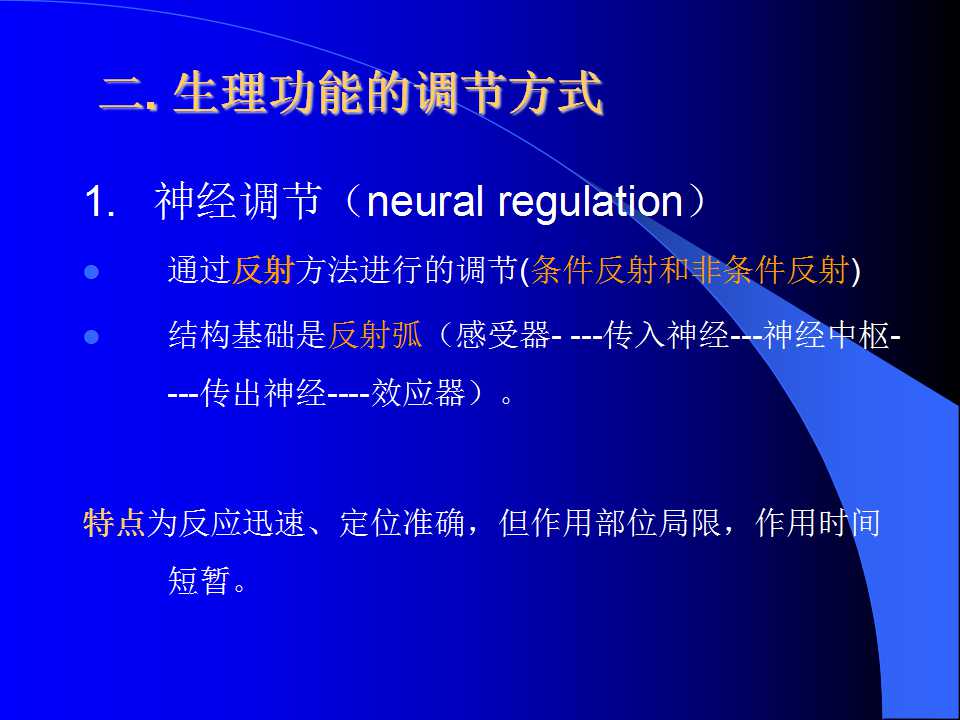 二. 生理功能的调节方式
1. 神经调节（neural regulation）
通过反射方法进行的调节(条件反射和非条件反射)
结构基础是反射弧（感受器- ---传入神经---神经中枢-
---传出神经----效应器）。
特点为反应迅速、定位准确，但作用部位局限，作用时间
短暂。